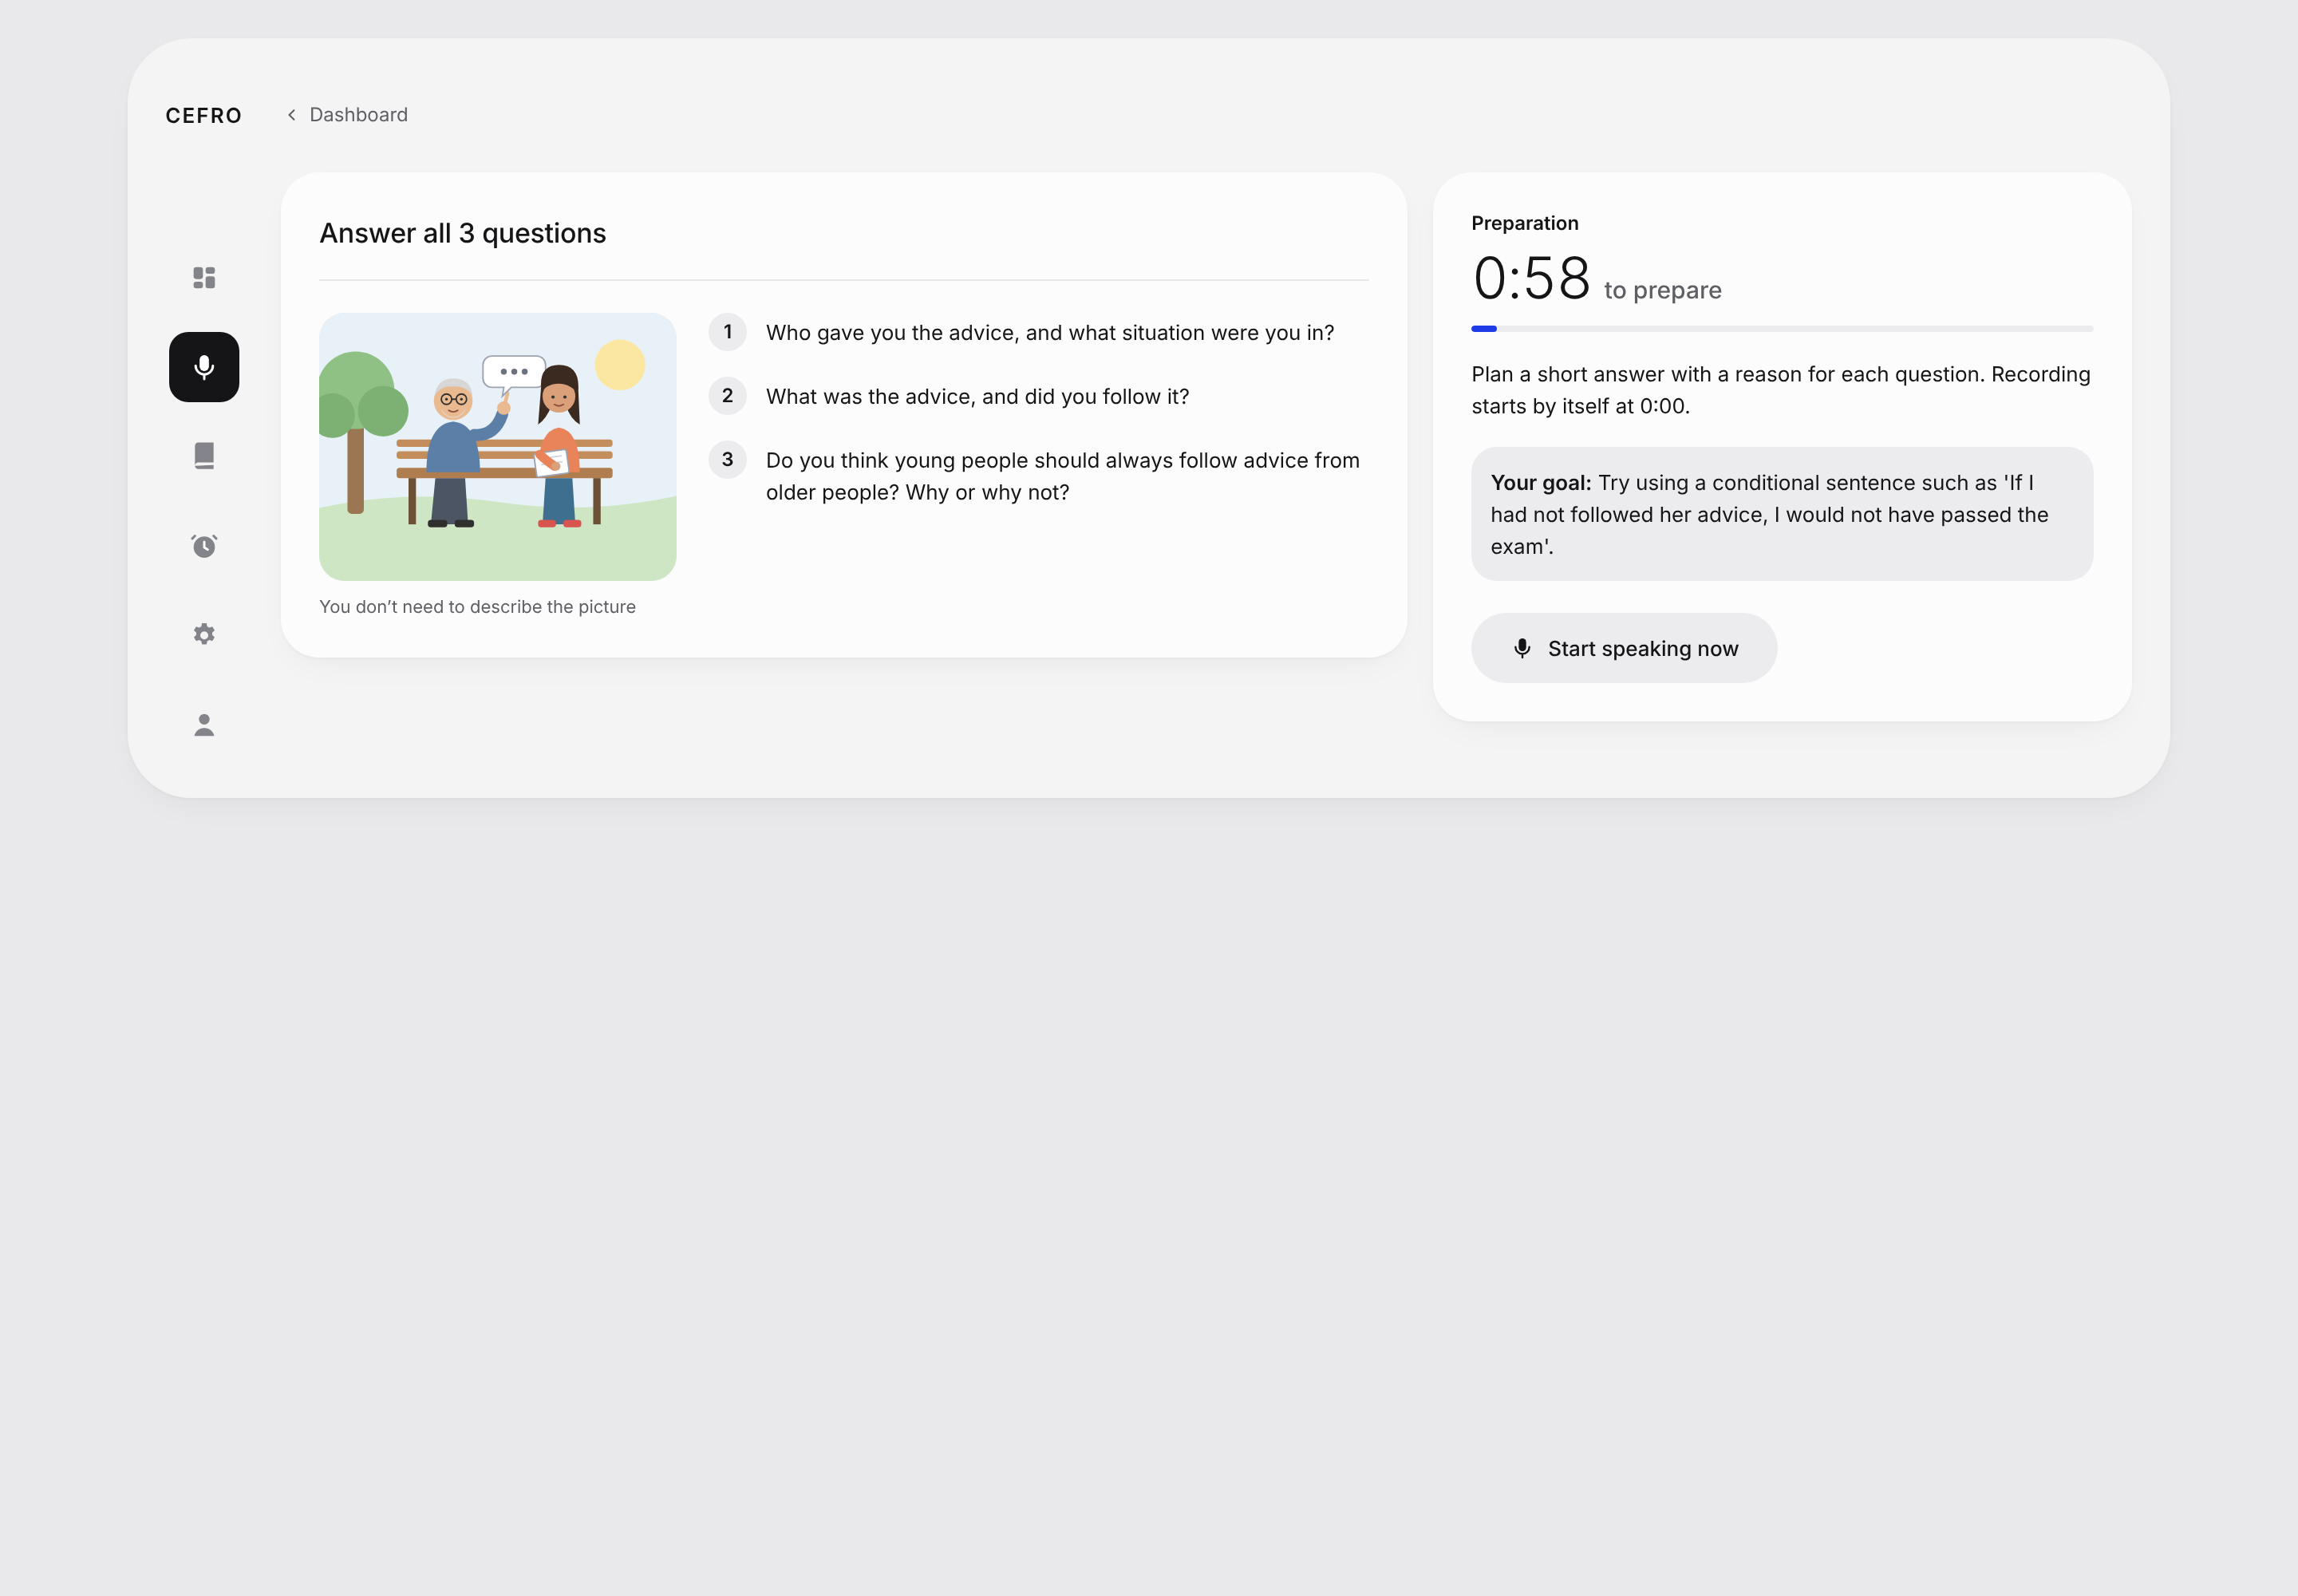 CEFRO
Dashboard
Answer all 3 questions
1 Who gave you the advice, and what situation were you in?
2 What was the advice, and did you follow it?
3 Do you think young people should always follow advice from
older people? Why or why not?
You don’t need to describe the picture
Preparation
0:58 to prepare
Plan a short answer with a reason for each question. Recording
starts by itself at 0:00.
Your goal: Try using a conditional sentence such as 'If I
had not followed her advice, I would not have passed the
exam'.
Start speaking now